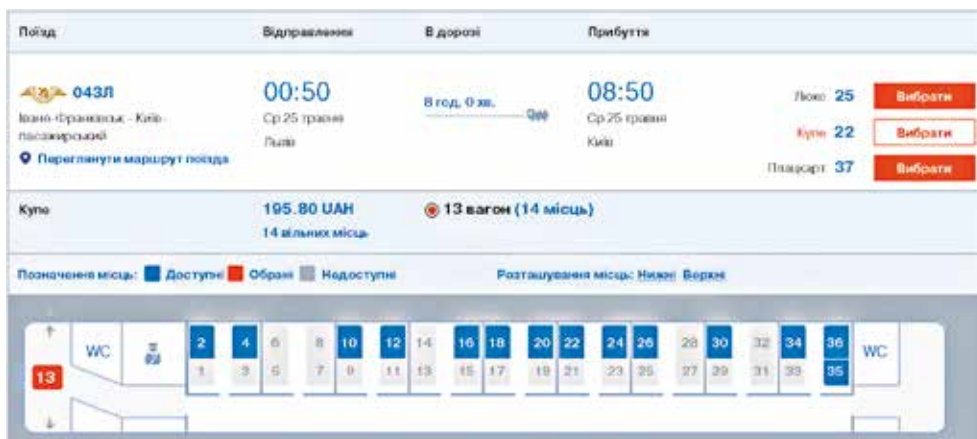 Поїзд Відправлення В дорозі Прибуття
043Л 00:50 8 год. 0 хв. 08:50 Люкс 25 Вибрати
Івано-Франківськ - Київ- Ср 25 травня Ср 25 травня Купе 22 Вибрати
пасажирський Львів Київ Плацкарт 37 Вибрати
Переглянути маршрут поїзда
Купе 195.80 UAH 13 вагон (14 місць)
14 вільних місць
Позначення місць: Доступні Обрані Недоступні Розташування місць: Нижні Верхні
2 4 6 8 10 12 14 16 18 20 22 24 26 28 30 32 34 36
WC WC
13 1 3 5 7 9 11 13 15 17 19 21 23 25 27 29 31 33 35